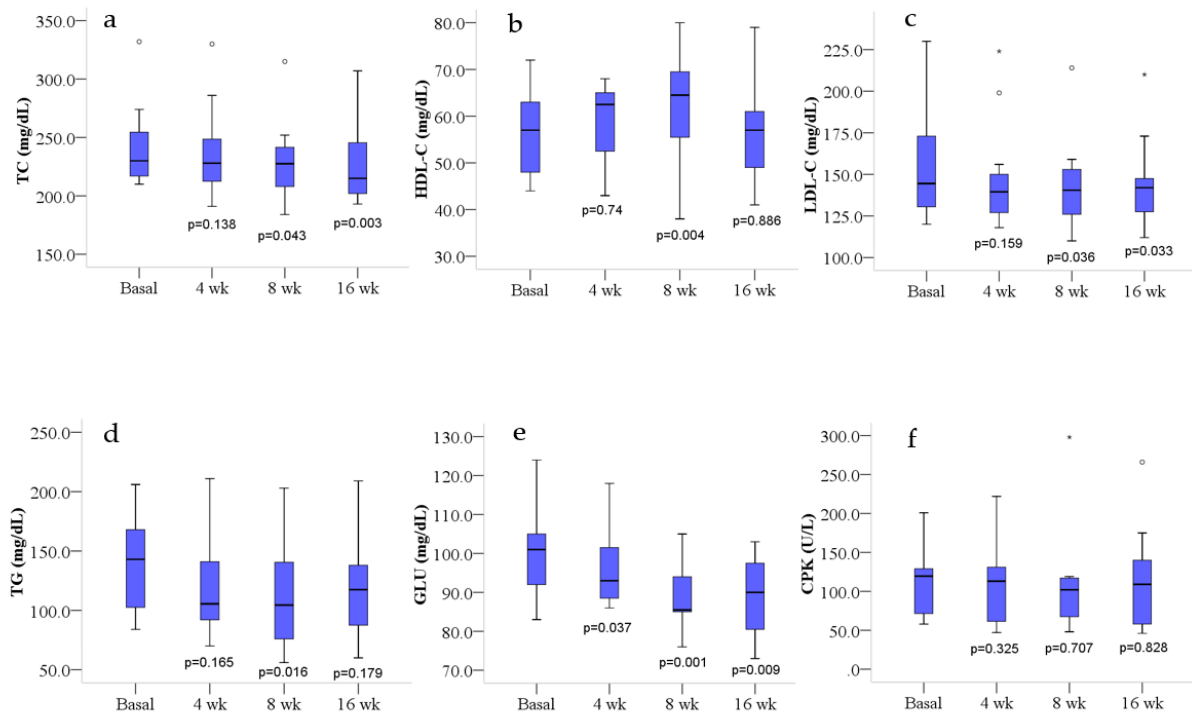 a
350.0
300.0
250.0
200.0
150.0
TC (mg/dL)
p=0.138
p=0.043
p=0.003
Basal 4 wk 8 wk 16 wk
b
80.0
70.0
60.0
50.0
40.0
30.0
HDL-C (mg/dL)
p=0.74
p=0.004
p=0.886
Basal 4 wk 8 wk 16 wk
c
225.0
200.0
175.0
150.0
125.0
100.0
LDL-C (mg/dL)
p=0.159
p=0.036
p=0.033
Basal 4 wk 8 wk 16 wk
d
250.0
200.0
150.0
100.0
50.0
TG (mg/dL)
p=0.165
p=0.016
p=0.179
Basal 4 wk 8 wk 16 wk
e
130.0
120.0
110.0
100.0
90.0
80.0
70.0
GLU (mg/dL)
p=0.037
p=0.001
p=0.009
Basal 4 wk 8 wk 16 wk
f
300.0
250.0
200.0
150.0
100.0
50.0
.0
CPK (U/L)
p=0.325
p=0.707
p=0.828
Basal 4 wk 8 wk 16 wk